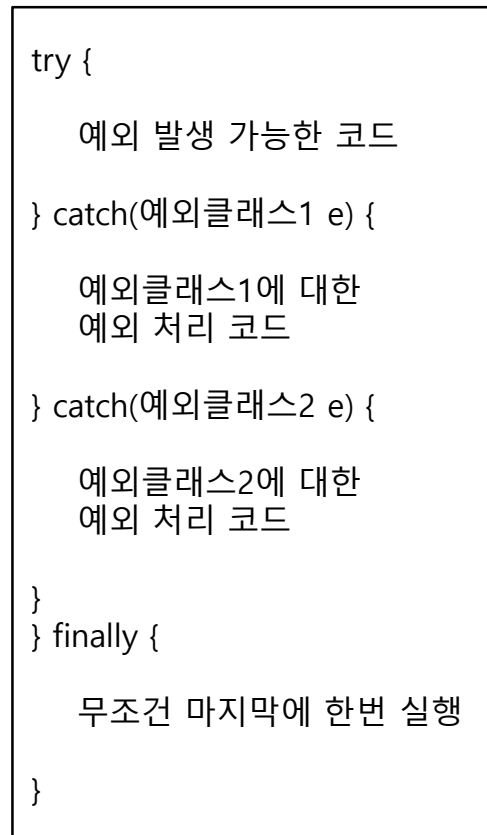 try {
예외 발생 가능한 코드
} catch(예외클래스1 e) {
예외클래스1에 대한
예외 처리 코드
} catch(예외클래스2 e) {
예외클래스2에 대한
예외 처리 코드
}
} finally {
무조건 마지막에 한번 실행
}